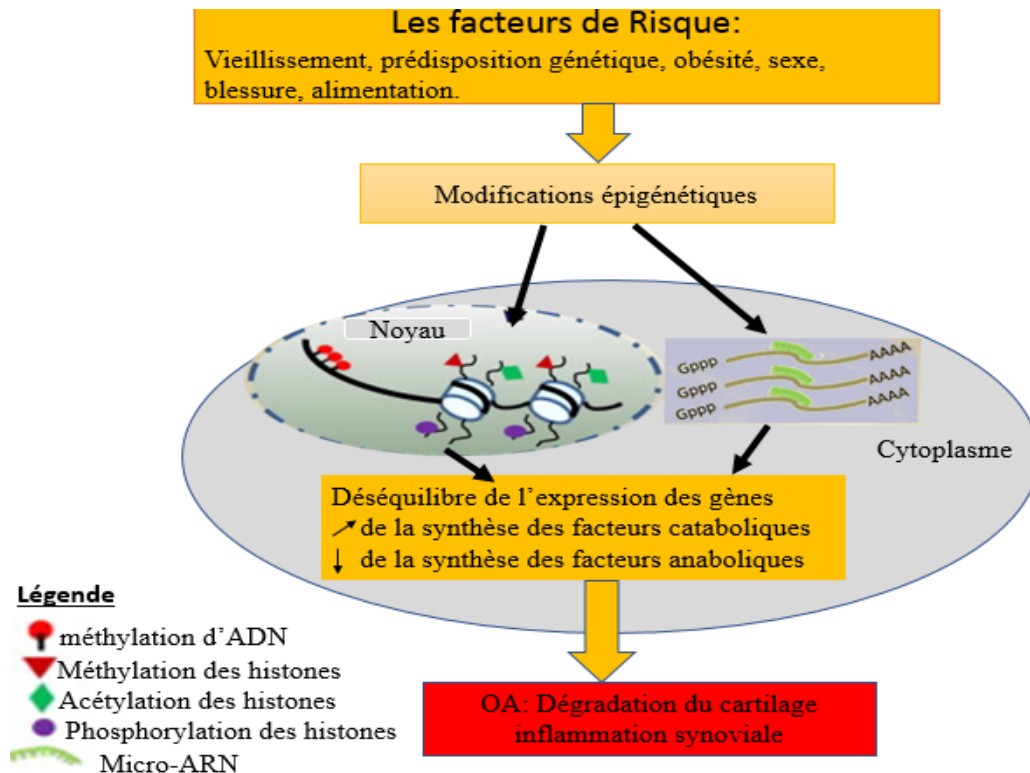 Les facteurs de Risque:
Vieillissement, prédisposition génétique, obésité, sexe,
blessure, alimentation.
Modifications épigénétiques
Noyau
Gppp AAAA
Gppp AAAA
Gppp AAAA
Cytoplasme
Déséquilibre de l’expression des gènes
↗ de la synthèse des facteurs cataboliques
↓ de la synthèse des facteurs anaboliques
Légende
méthylation d’ADN
Méthylation des histones
Acétylation des histones
Phosphorylation des histones
Micro-ARN
OA: Dégradation du cartilage
inflammation synoviale